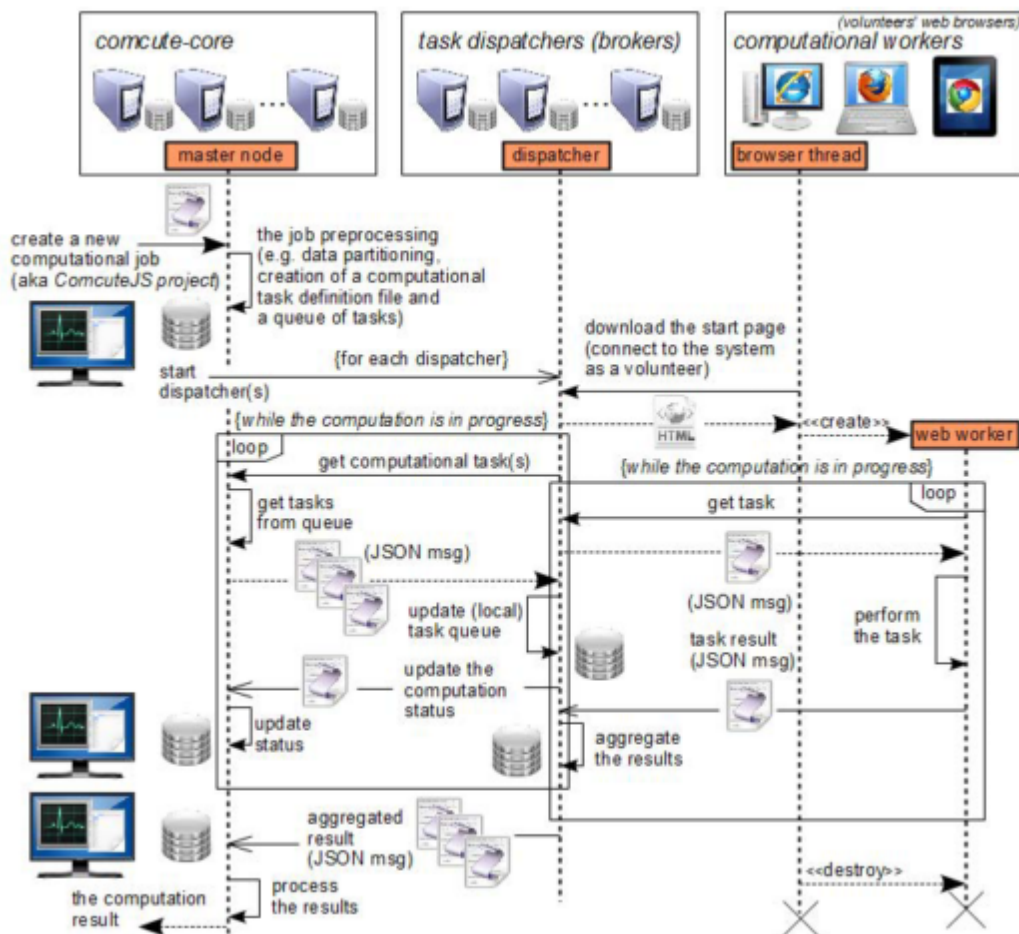 comcute-core
master node
task dispatchers (brokers)
dispatcher
(volunteers' web browsers)
computational workers
browser thread
create a new
computational job
(aka ComcuteJS project)
the job preprocessing
(e.g. data partitioning,
creation of a computational
task definition file and
a queue of tasks)
download the start page
(connect to the system
as a volunteer)
start
dispatcher(s)
{for each dispatcher}
HTML
<<create>>
web worker
{while the computation is in progress}
loop
get computational task(s)
{while the computation is in progress}
loop
get task
get tasks
from queue
(JSON msg)
(JSON msg)
update (local)
task queue
perform
the task
task result
(JSON msg)
update the
computation
status
update
status
aggregate
the results
aggregated
result
(JSON msg)
<<destroy>>
process
the results
the computation
result